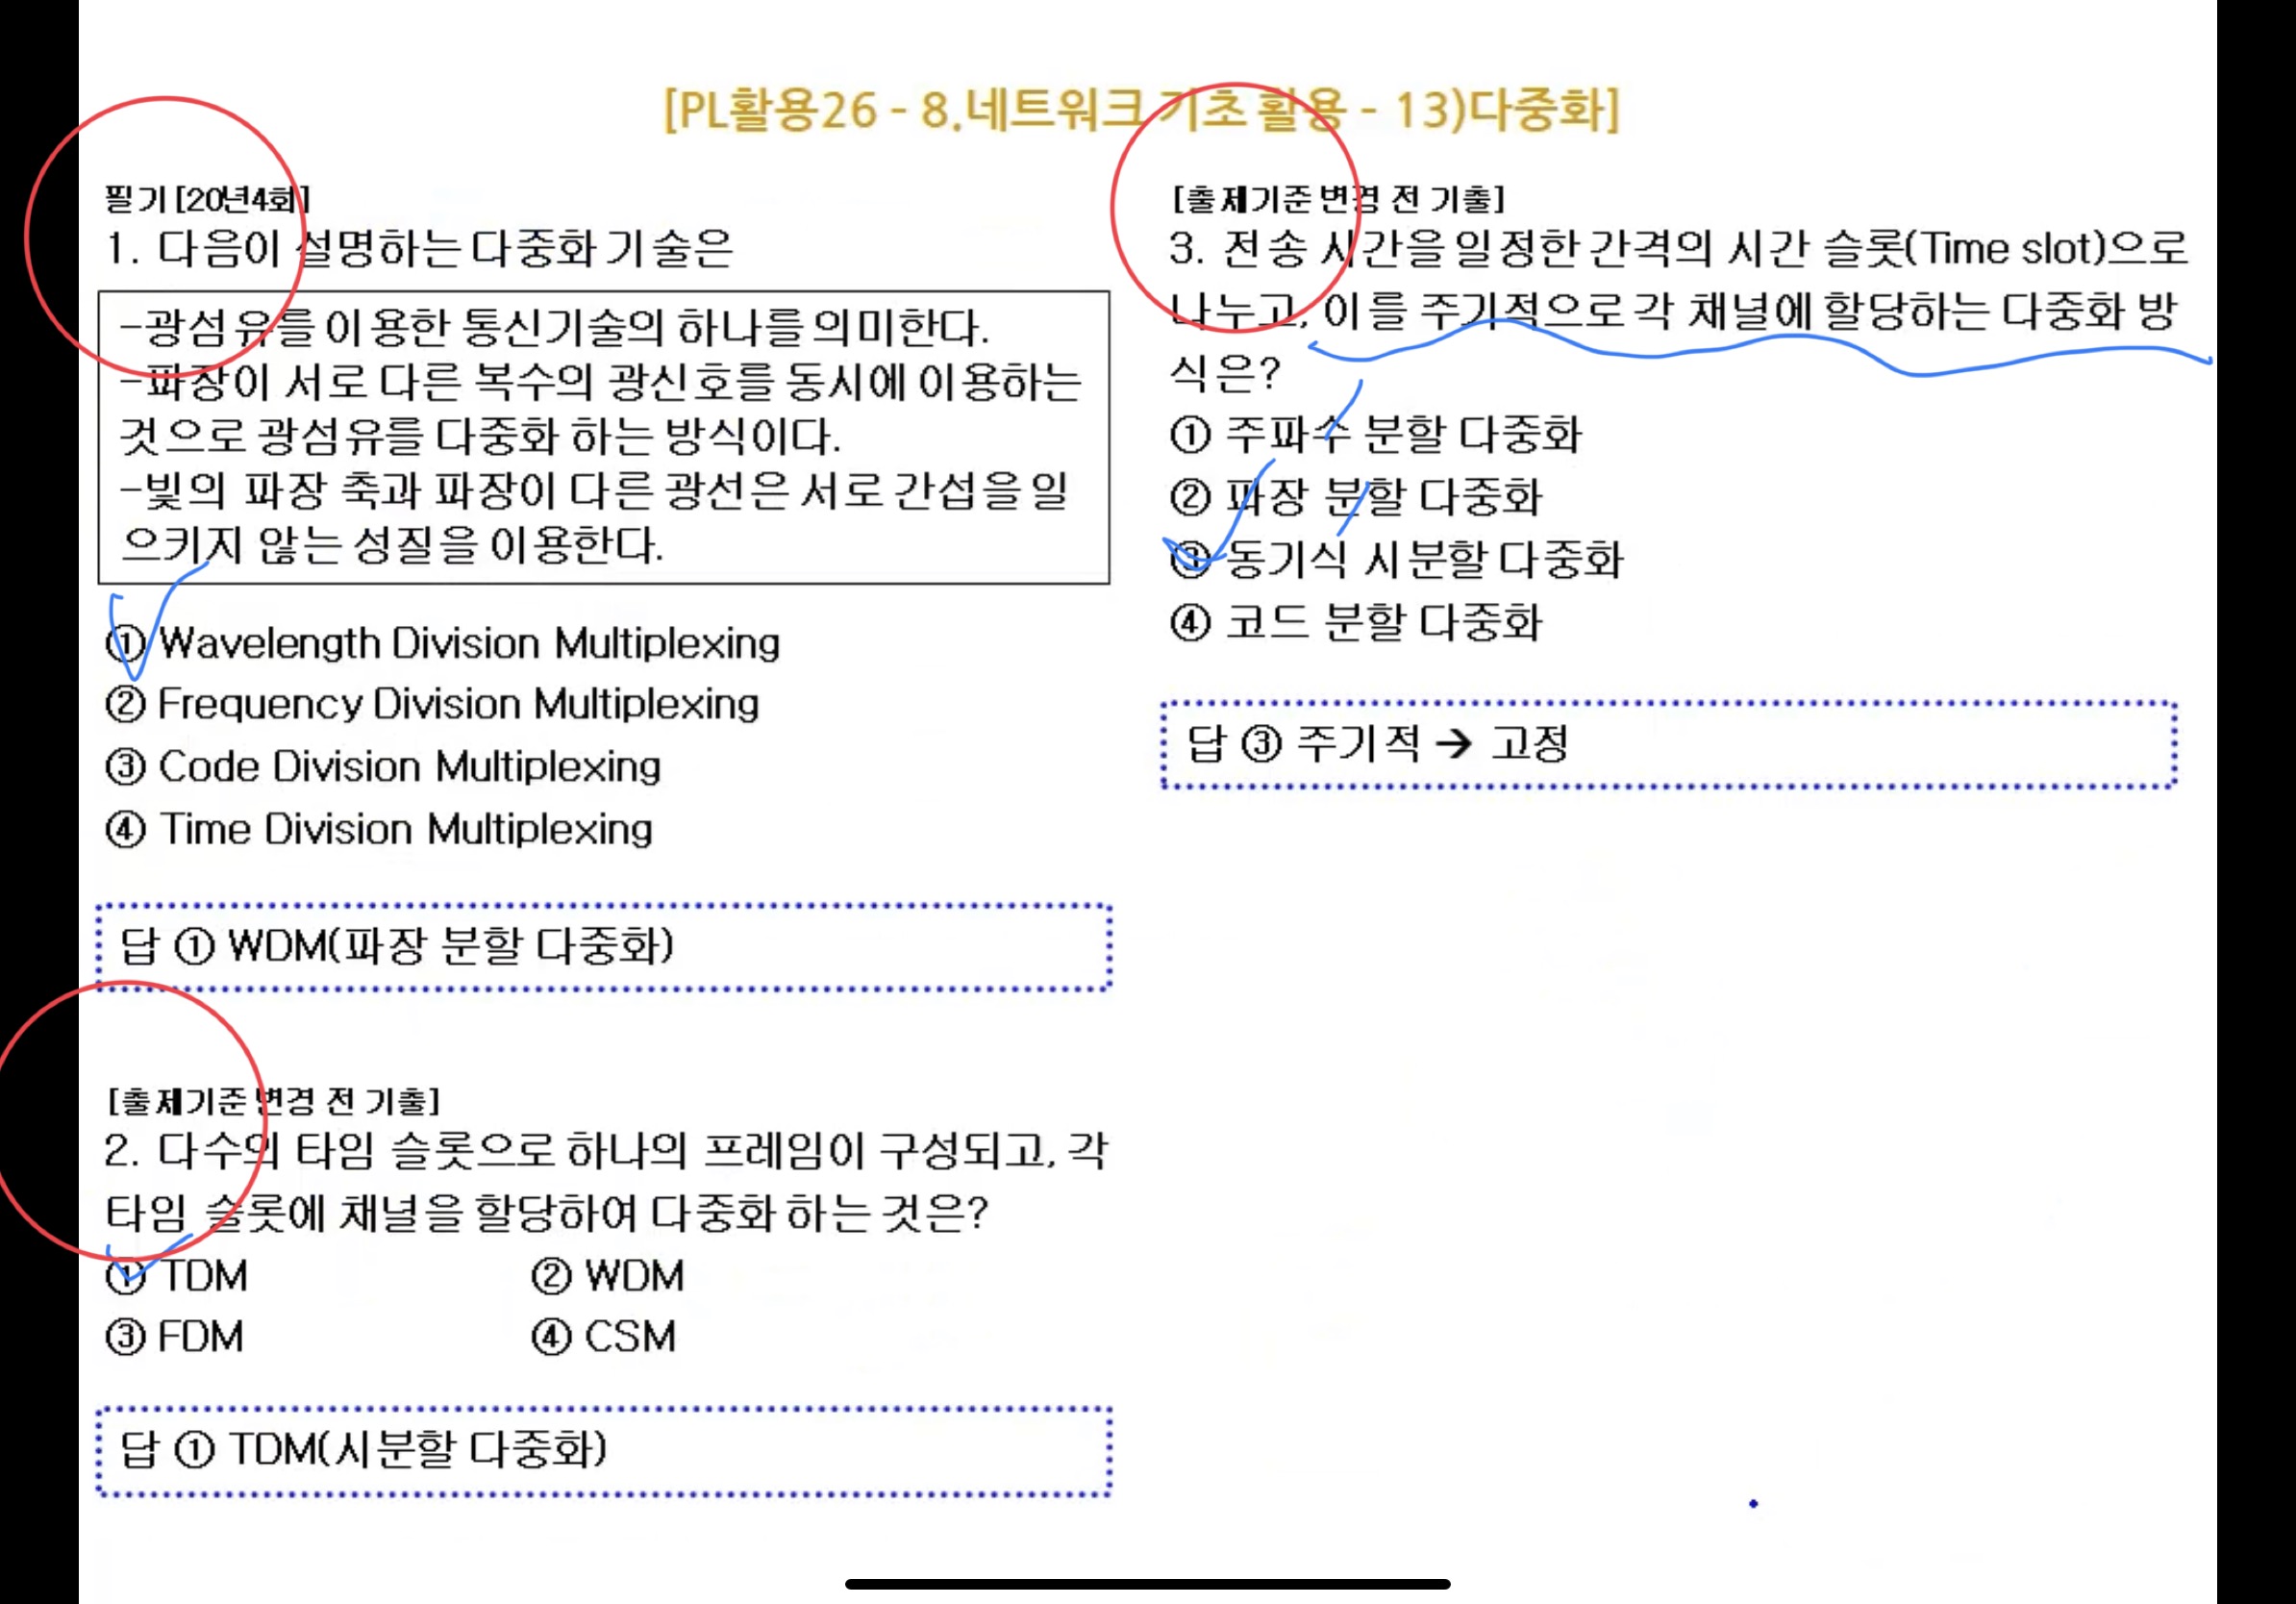 [PL활용26 - 8.네트워크 기초 활용 - 13)다중화]
필기 [20년4회]
1. 다음이 설명하는 다중화 기술은
-광섬유를 이용한 통신기술의 하나를 의미한다.
-파장이 서로 다른 복수의 광신호를 동시에 이용하는
것으로 광섬유를 다중화 하는 방식이다.
-빛의 파장 축과 파장이 다른 광선은 서로 간섭을 일
으키지 않는 성질을 이용한다.
① Wavelength Division Multiplexing
② Frequency Division Multiplexing
③ Code Division Multiplexing
④ Time Division Multiplexing
답 ① WDM(파장 분할 다중화)
[출제기준 변경 전 기출]
2. 다수의 타임 슬롯으로 하나의 프레임이 구성되고, 각
타임 슬롯에 채널을 할당하여 다중화 하는 것은?
① TDM ② WDM
③ FDM ④ CSM
답 ① TDM(시분할 다중화)
[출제기준 변경 전 기출]
3. 전송 시간을 일정한 간격의 시간 슬롯(Time slot)으로
나누고, 이를 주기적으로 각 채널에 할당하는 다중화 방
식은?
① 주파수 분할 다중화
② 파장 분할 다중화
③ 동기식 시분할 다중화
④ 코드 분할 다중화
답 ③ 주기적 → 고정